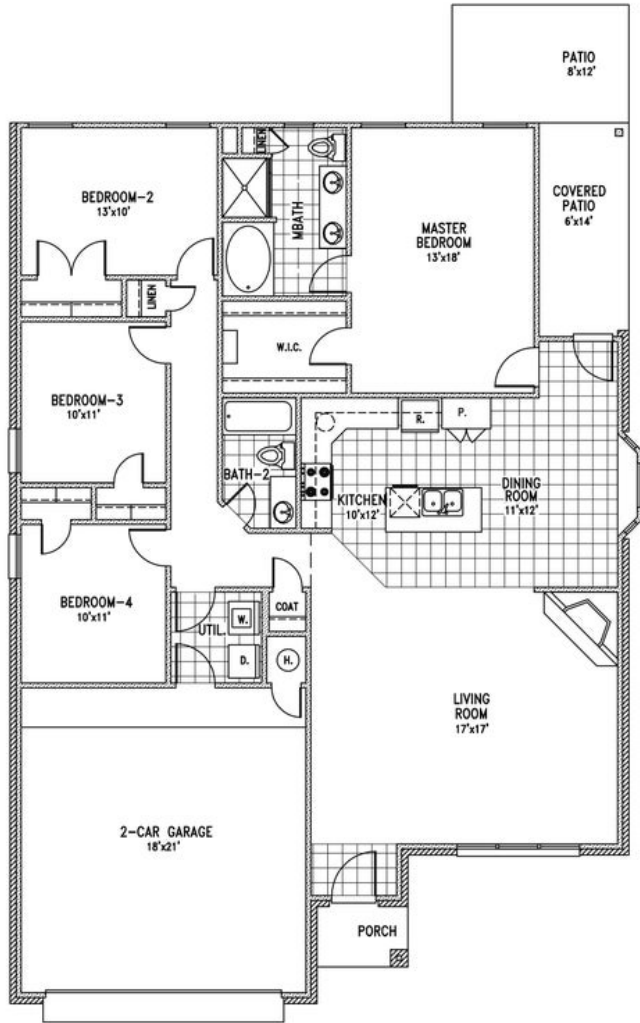 PATIO
8'x12'
LINEN
BEDROOM-2
13'x10'
MBATH
MASTER
BEDROOM
13'x18'
COVERED
PATIO
6'x14'
LINEN
W.I.C.
BEDROOM-3
10'x11'
R.
P.
BATH-2
KITCHEN
10'x12'
DINING
ROOM
11'x12'
BEDROOM-4
10'x11'
UTIL.
W.
D.
COAT
H.
LIVING
ROOM
17'x17'
2-CAR GARAGE
18'x21'
PORCH